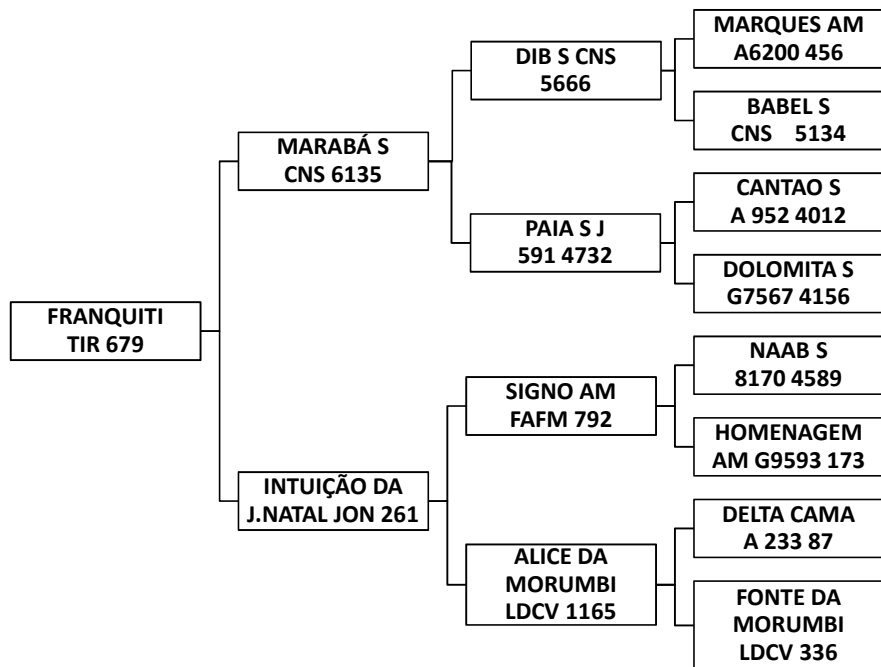 MARQUES AM
A6200 456
DIB S CNS
5666
BABEL S
CNS 5134
MARABÁ S
CNS 6135
CANTAO S
A 952 4012
PAIA S J
591 4732
DOLOMITA S
G7567 4156
FRANQUITI
TIR 679
NAAB S
8170 4589
SIGNO AM
FAFM 792
HOMENAGEM
AM G9593 173
INTUIÇÃO DA
J.NATAL JON 261
DELTA CAMA
A 233 87
ALICE DA
MORUMBI
LDCV 1165
FONTE DA
MORUMBI
LDCV 336